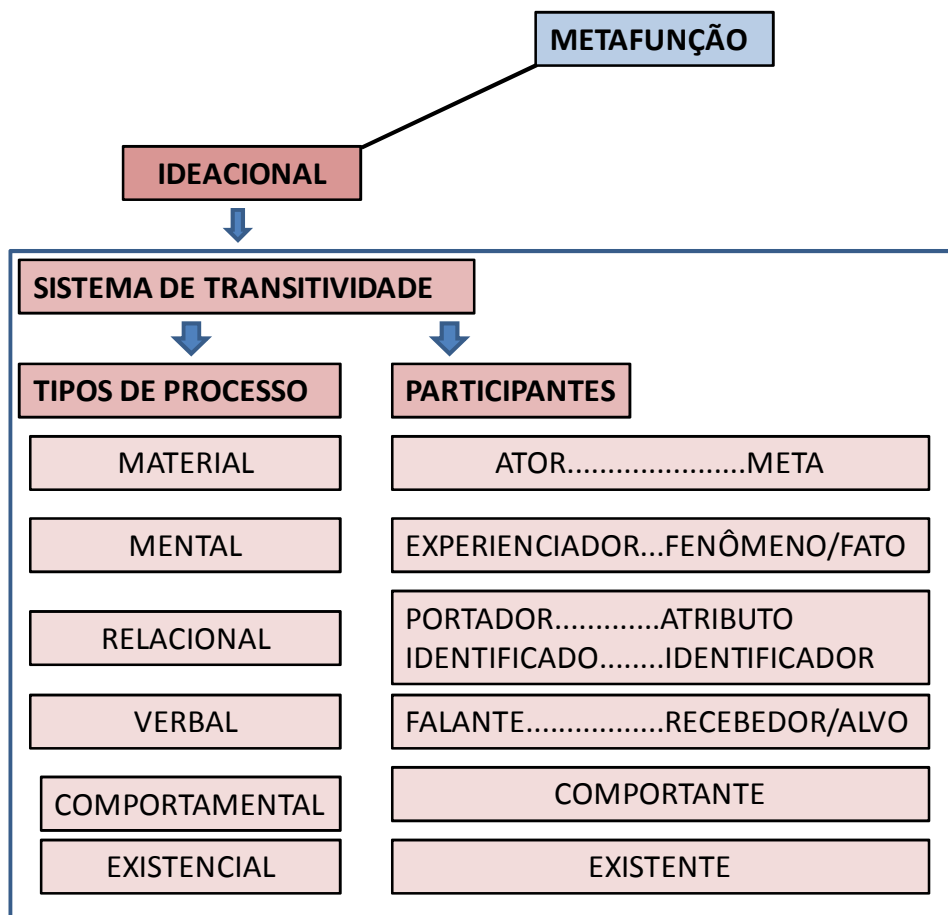 METAFUNÇÃO
IDEACIONAL
SISTEMA DE TRANSITIVIDADE
TIPOS DE PROCESSO
PARTICIPANTES
MATERIAL
ATOR......................META
MENTAL
EXPERIENCIADOR...FENÔMENO/FATO
RELACIONAL
PORTADOR.............ATRIBUTO
IDENTIFICADO........IDENTIFICADOR
VERBAL
FALANTE.................RECEBEDOR/ALVO
COMPORTAMENTAL
COMPORTANTE
EXISTENCIAL
EXISTENTE